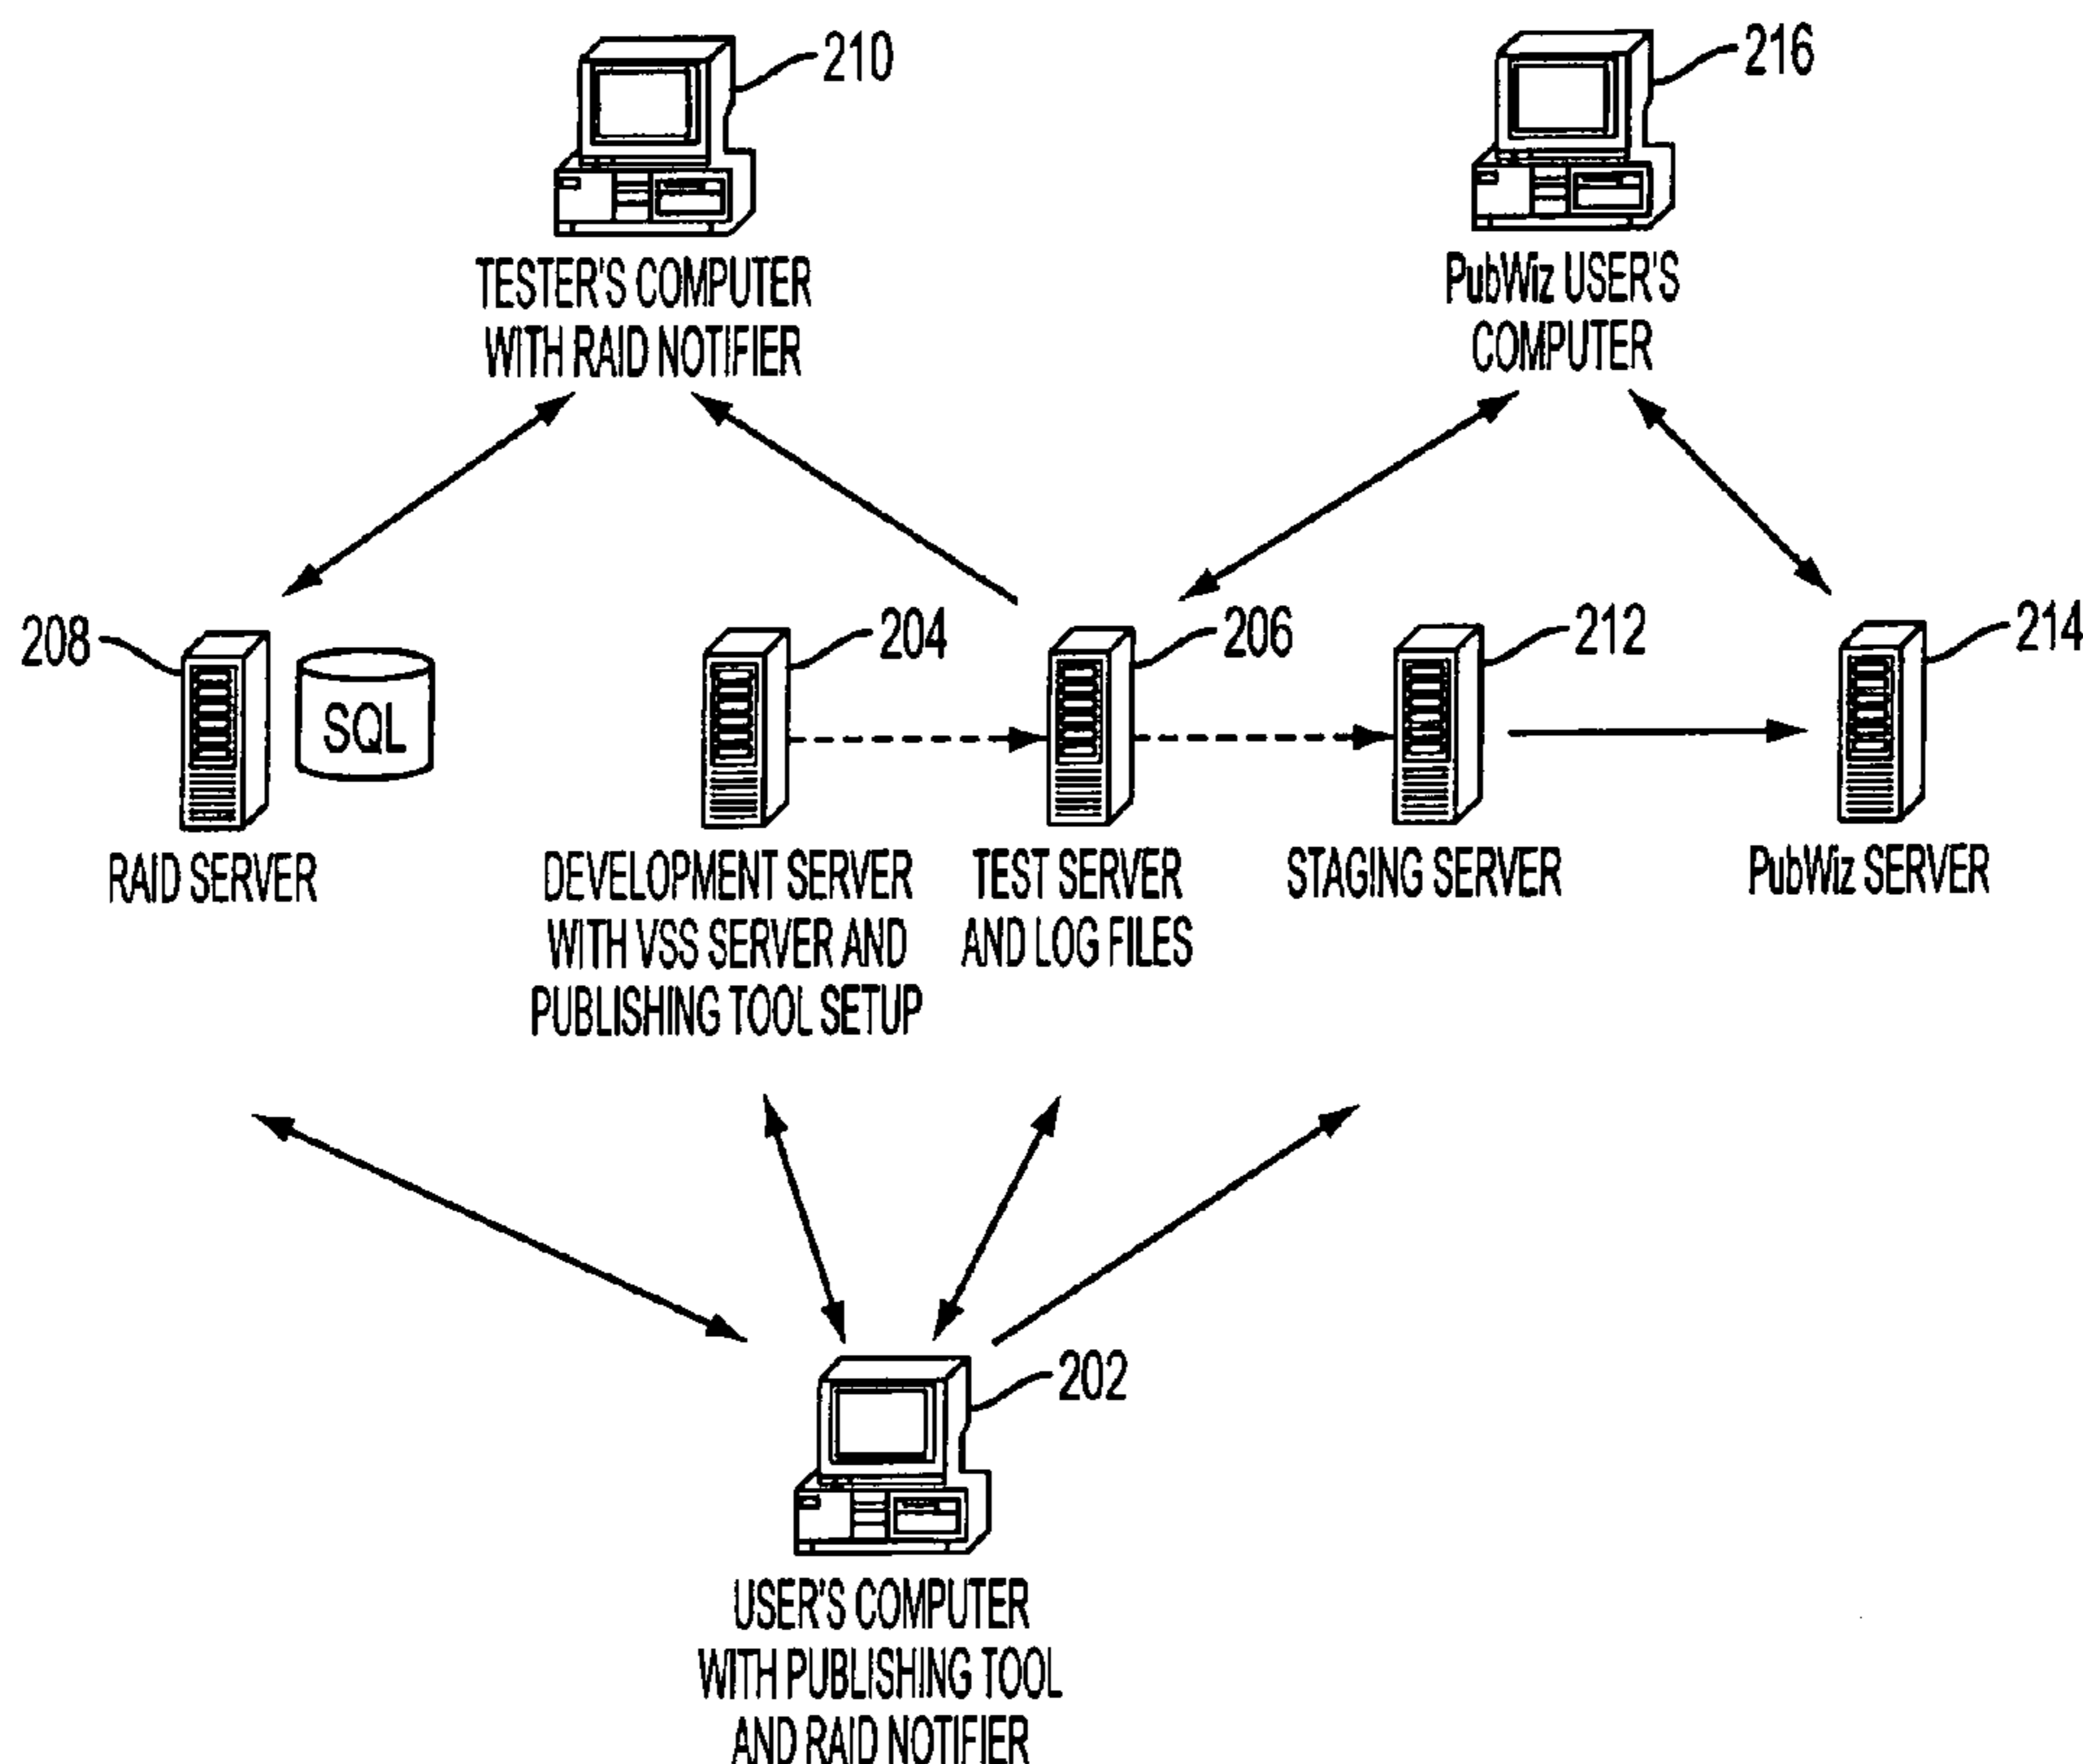 210
216
TESTER'S COMPUTER
WITH RAID NOTIFIER
PubWiz USER'S
COMPUTER
208
204
206
212
214
SQL
RAID SERVER
DEVELOPMENT SERVER
WITH VSS SERVER AND
PUBLISHING TOOL SETUP
TEST SERVER
AND LOG FILES
STAGING SERVER
PubWiz SERVER
202
USER'S COMPUTER
WITH PUBLISHING TOOL
AND RAID NOTIFIER